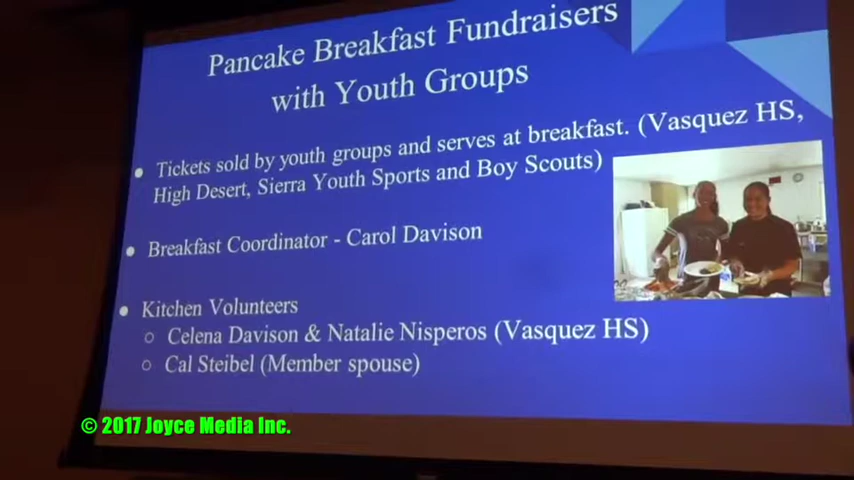 Pancake Breakfast Fundraisers
with Youth Groups
● Tickets sold by youth groups and serves at breakfast. (Vasquez HS,
High Desert, Sierra Youth Sports and Boy Scouts)
● Breakfast Coordinator - Carol Davison
● Kitchen Volunteers
○ Celena Davison & Natalie Nisperos (Vasquez HS)
○ Cal Steibel (Member spouse)
© 2017 Joyce Media Inc.